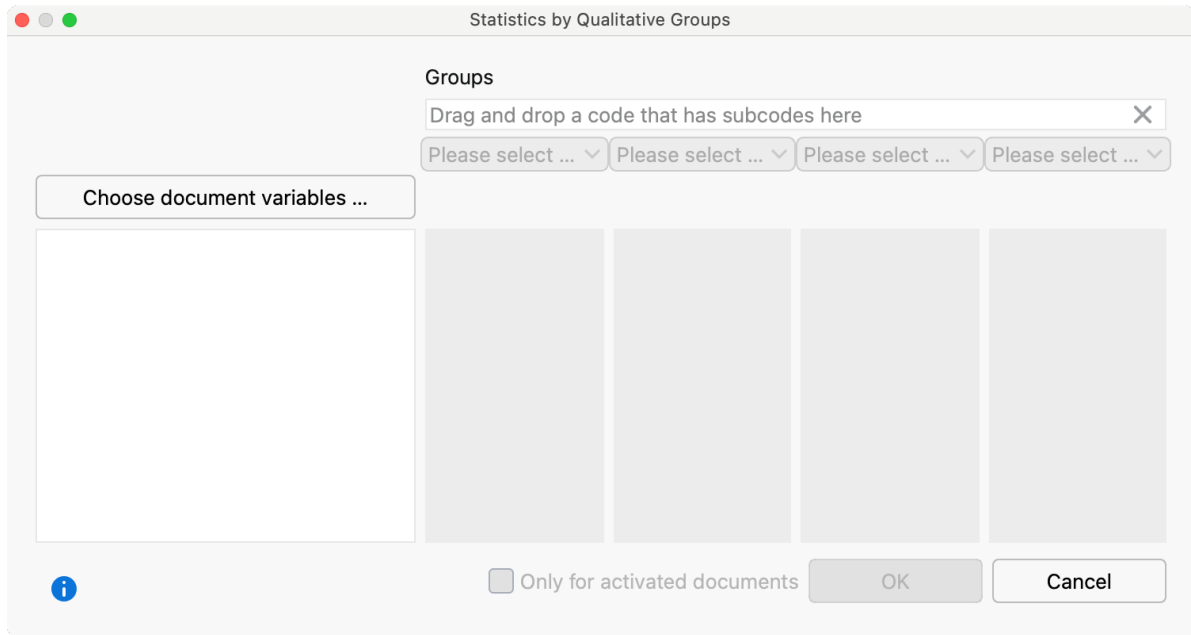 Statistics by Qualitative Groups
Groups
Drag and drop a code that has subcodes here
Please select ... Please select ... Please select ... Please select ...
Choose document variables ...
Only for activated documents OK Cancel